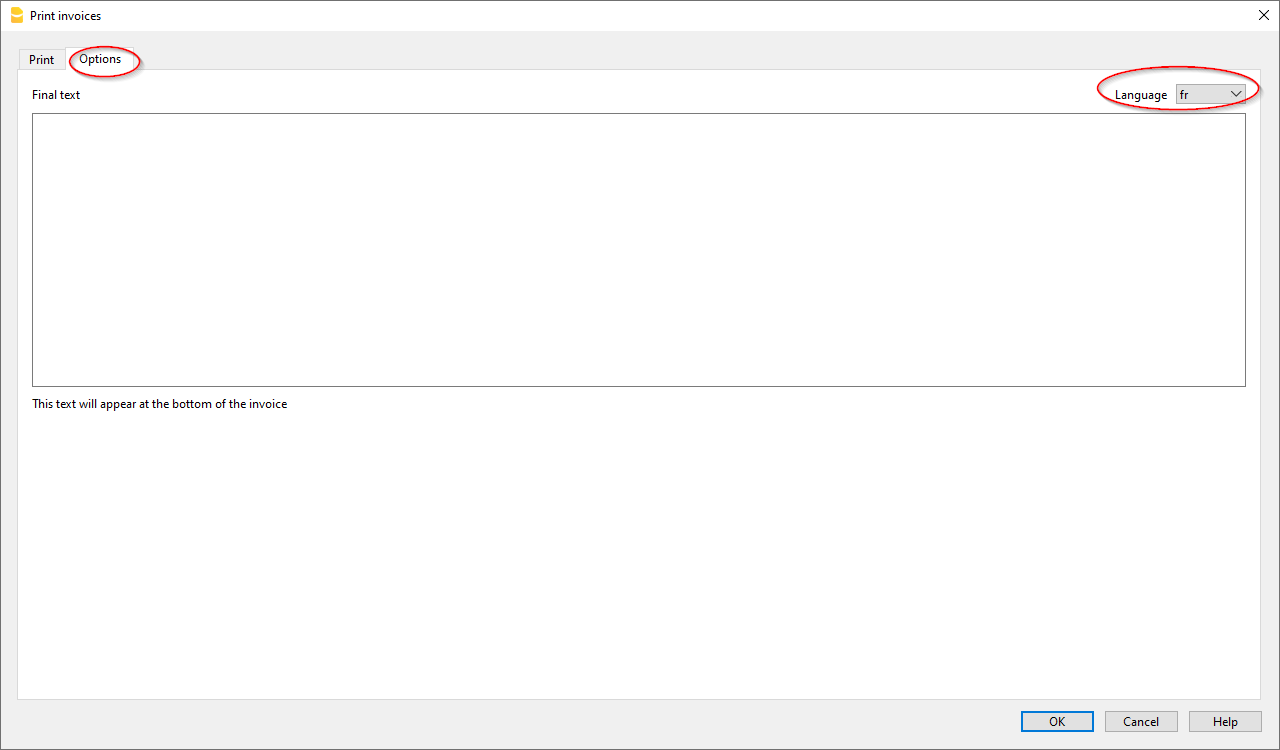 Print invoices
Print Options
Final text Language fr
This text will appear at the bottom of the invoice
OK Cancel Help